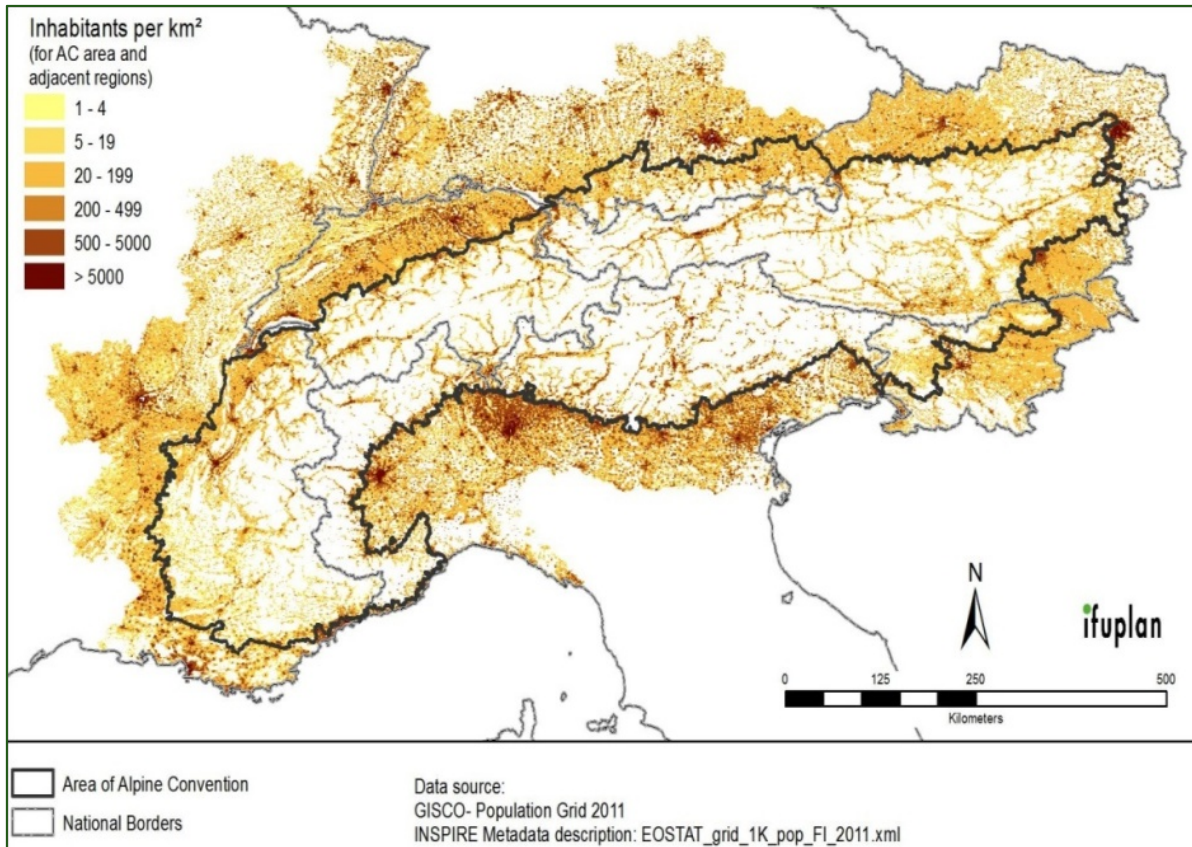 Inhabitants per km²
(for AC area and
adjacent regions)
1 - 4
5 - 19
20 - 199
200 - 499
500 - 5000
> 5000
N
ifuplan
0 125 250 500
Kilometers
Area of Alpine Convention
National Borders
Data source:
GISCO- Population Grid 2011
INSPIRE Metadata description: EOSTAT_grid_1K_pop_FI_2011.xml